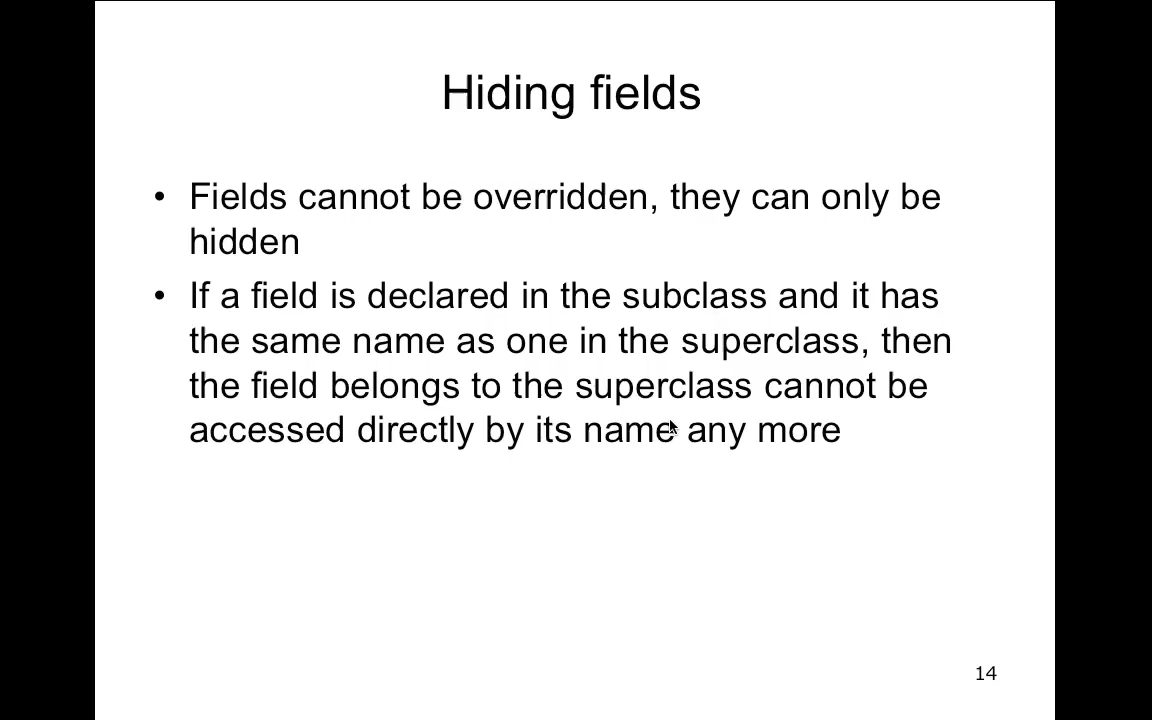 Hiding fields
• Fields cannot be overridden, they can only be
hidden
• If a field is declared in the subclass and it has
the same name as one in the superclass, then
the field belongs to the superclass cannot be
accessed directly by its name any more
14